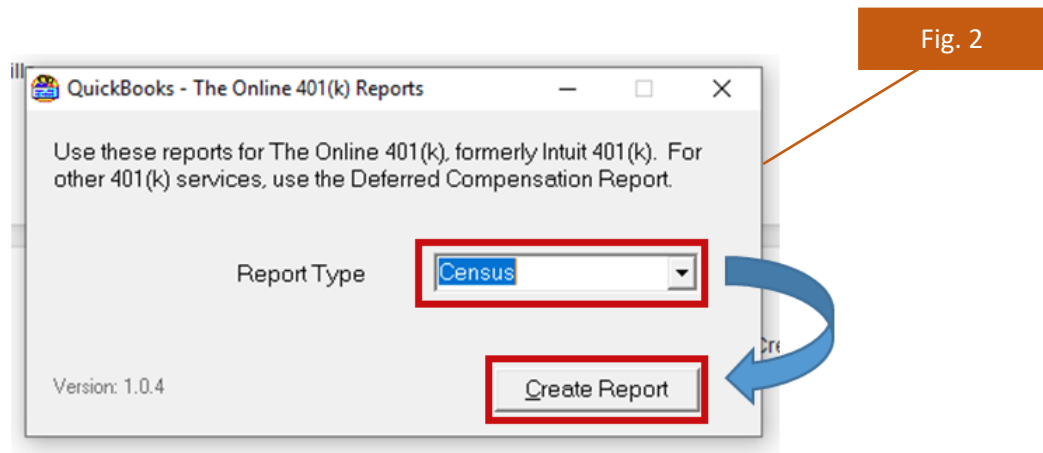 Fig. 2
QuickBooks - The Online 401(k) Reports
Use these reports for The Online 401(k), formerly Intuit 401(k). For
other 401(k) services, use the Deferred Compensation Report.
Report Type
Census
Version: 1.0.4
Create Report